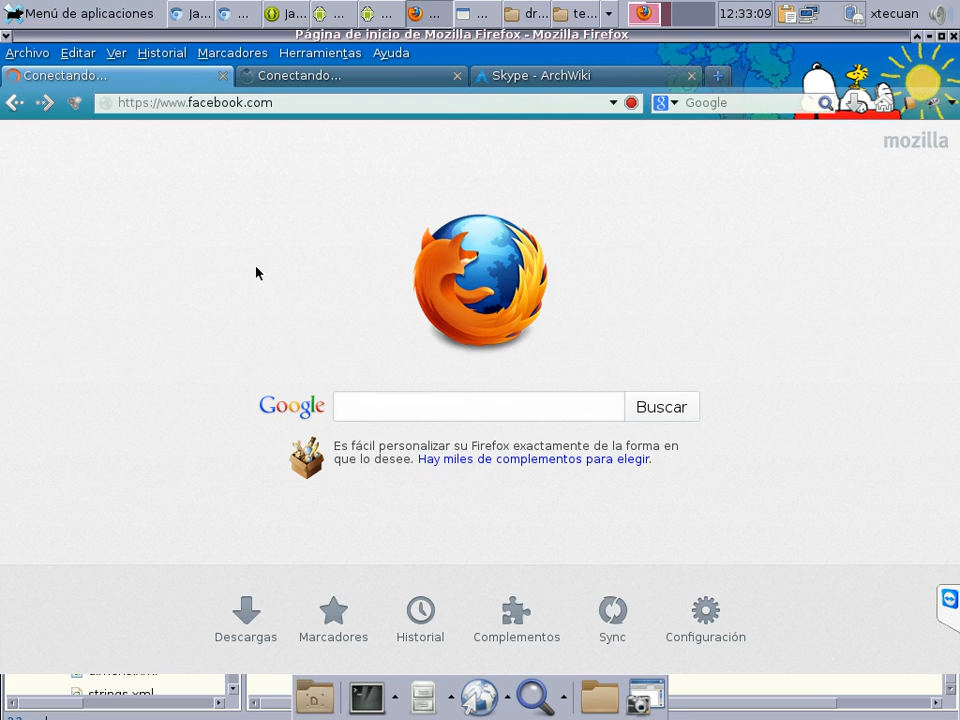 Menú de aplicaciones
Ja...
...
Ja...
...
...
...
...
dr...
te...
12:33:09
xtecuan
Página de inicio de Mozilla Firefox - Mozilla Firefox
Archivo Editar Ver Historial Marcadores Herramientas Ayuda
Conectando...
Conectando...
Skype - ArchWiki
https://www.facebook.com
Google
mozilla
Google
Buscar
Es fácil personalizar su Firefox exactamente de la forma en
que lo desee. Hay miles de complementos para elegir.
Descargas
Marcadores
Historial
Complementos
Sync
Configuración
strings.xml